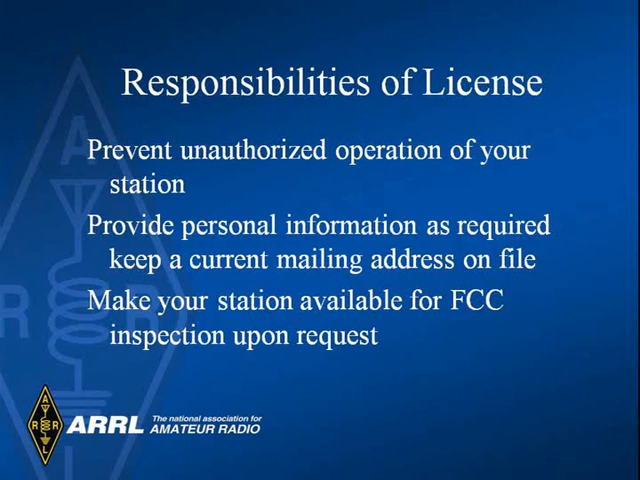 Responsibilities of License
Prevent unauthorized operation of your
station
Provide personal information as required
keep a current mailing address on file
Make your station available for FCC
inspection upon request
A
R R
L
A
R R
L
ARRL The national association for
AMATEUR RADIO